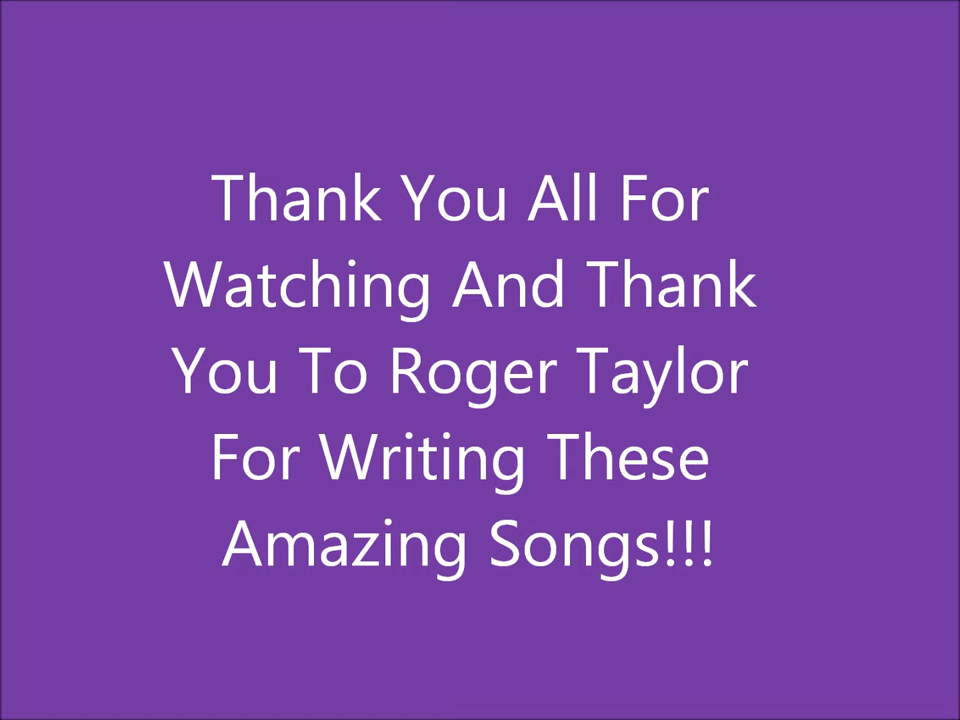 Thank You All For
Watching And Thank
You To Roger Taylor
For Writing These
Amazing Songs!!!